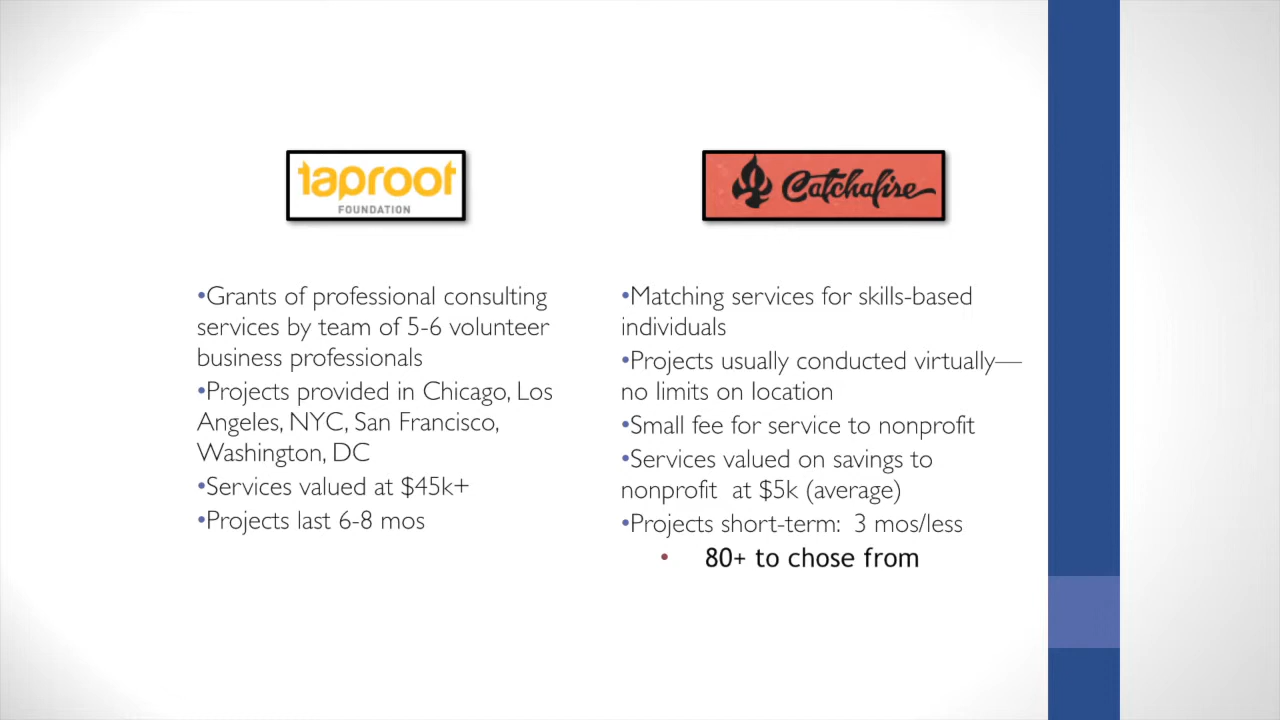 taproot
FOUNDATION
•Grants of professional consulting
services by team of 5-6 volunteer
business professionals
•Projects provided in Chicago, Los
Angeles, NYC, San Francisco,
Washington, DC
•Services valued at $45k+
•Projects last 6-8 mos
Catchafire
•Matching services for skills-based
individuals
•Projects usually conducted virtually—
no limits on location
•Small fee for service to nonprofit
•Services valued on savings to
nonprofit at $5k (average)
•Projects short-term: 3 mos/less
• 80+ to chose from